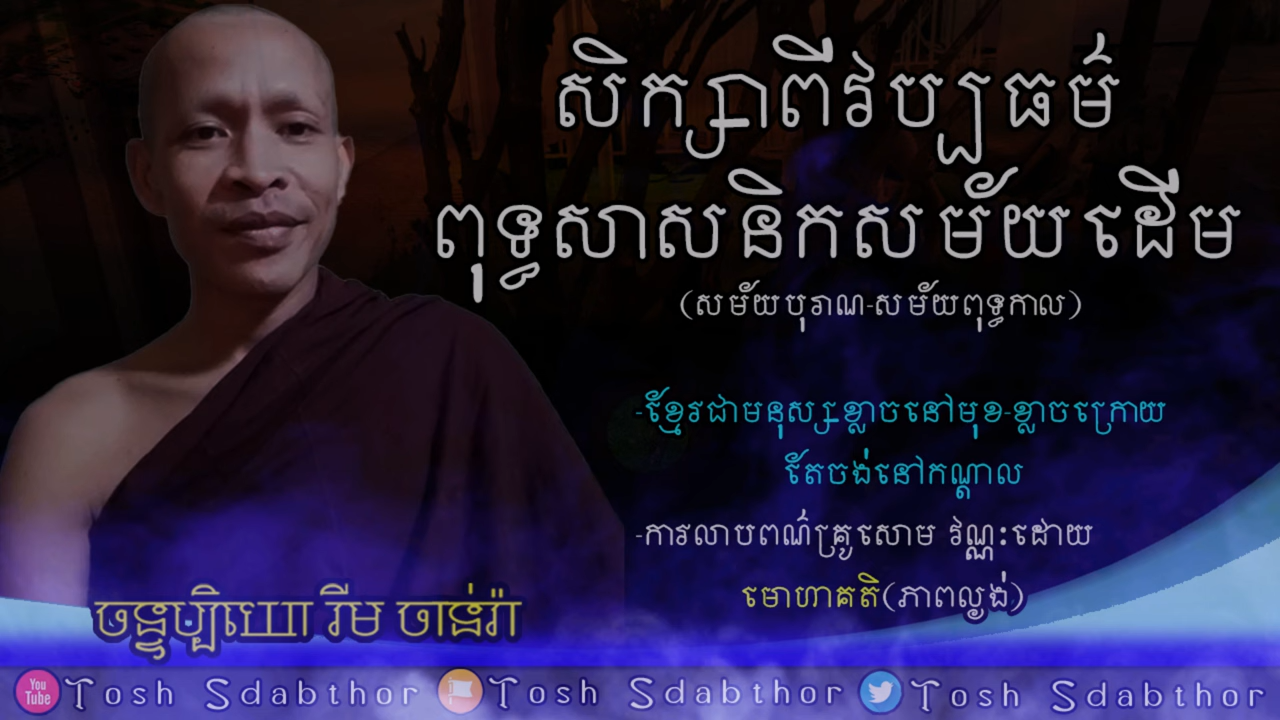 សិក្សាពីវប្បធម៌
ពុទ្ធសាសនិកសម័យដើម
(សម័យបុរាណ-សម័យពុទ្ធកាល)
-ខ្មែរជាមនុស្សខ្លាចនៅមុខ-ខ្លាចក្រោយ
តែចង់នៅកណ្តាល
-ការលាបពណ៌គ្រូសោម វណ្ណៈដោយ
មោហាគតិ(ភាពល្ងង់)
ចន្ទប្បិយោ រីម ចាន់រ៉ា
You Tube Tosh Sdabthor Tosh Sdabthor Tosh Sdabthor